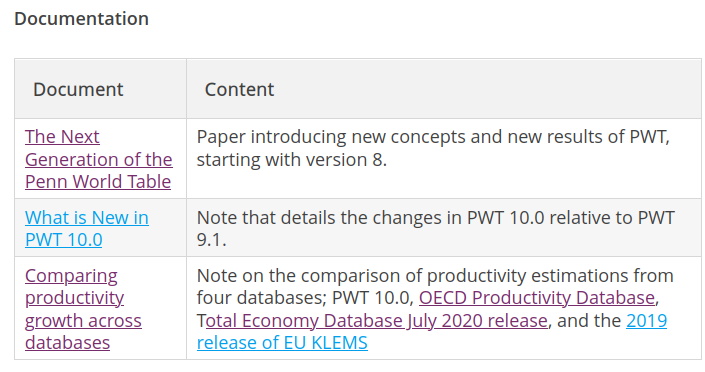 Documentation
Document
Content
The Next
Generation of the
Penn World Table
Paper introducing new concepts and new results of PWT,
starting with version 8.
What is New in
PWT 10.0
Note that details the changes in PWT 10.0 relative to PWT
9.1.
Comparing
productivity
growth across
databases
Note on the comparison of productivity estimations from
four databases; PWT 10.0, OECD Productivity Database,
Total Economy Database July 2020 release, and the 2019
release of EU KLEMS